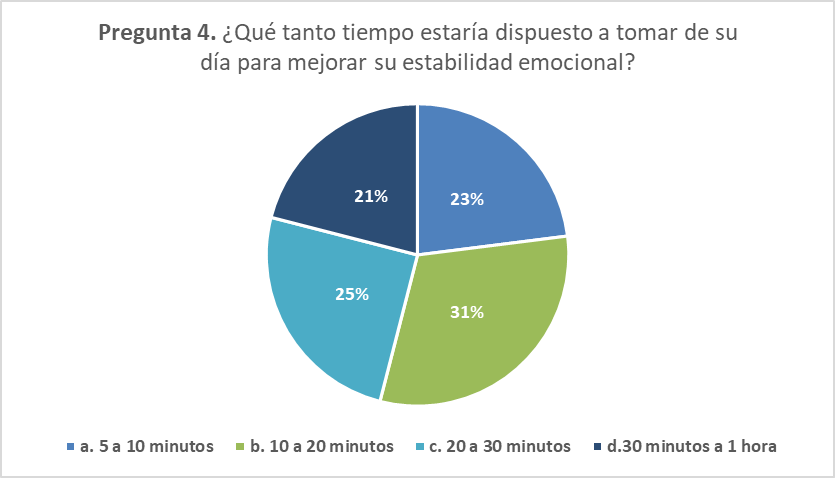 Pregunta 4. ¿Qué tanto tiempo estaría dispuesto a tomar de su
día para mejorar su estabilidad emocional?
21%
23%
25%
31%
a. 5 a 10 minutos
b. 10 a 20 minutos
c. 20 a 30 minutos
d.30 minutos a 1 hora